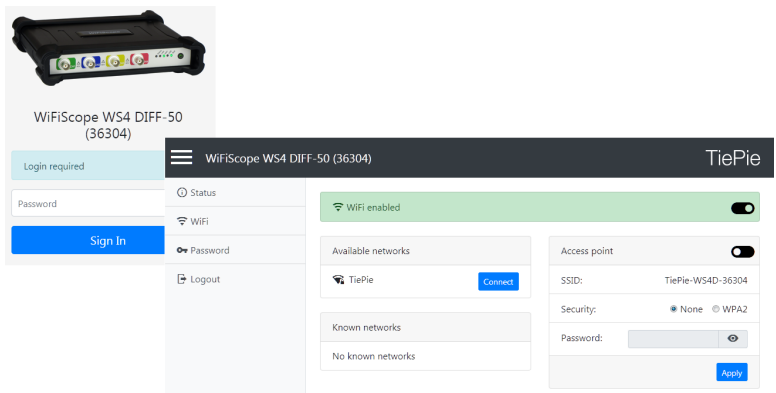 WiFiScope WS4 DIFF-50
(36304)
Login required
Password
Sign In
WiFiScope WS4 DIFF-50 (36304)
TiePie
Status
WiFi
Password
Logout
WiFi enabled
Available networks
TiePie
Connect
Known networks
No known networks
Access point
SSID:
TiePie-WS4D-36304
Security:
None
WPA2
Password:
Apply